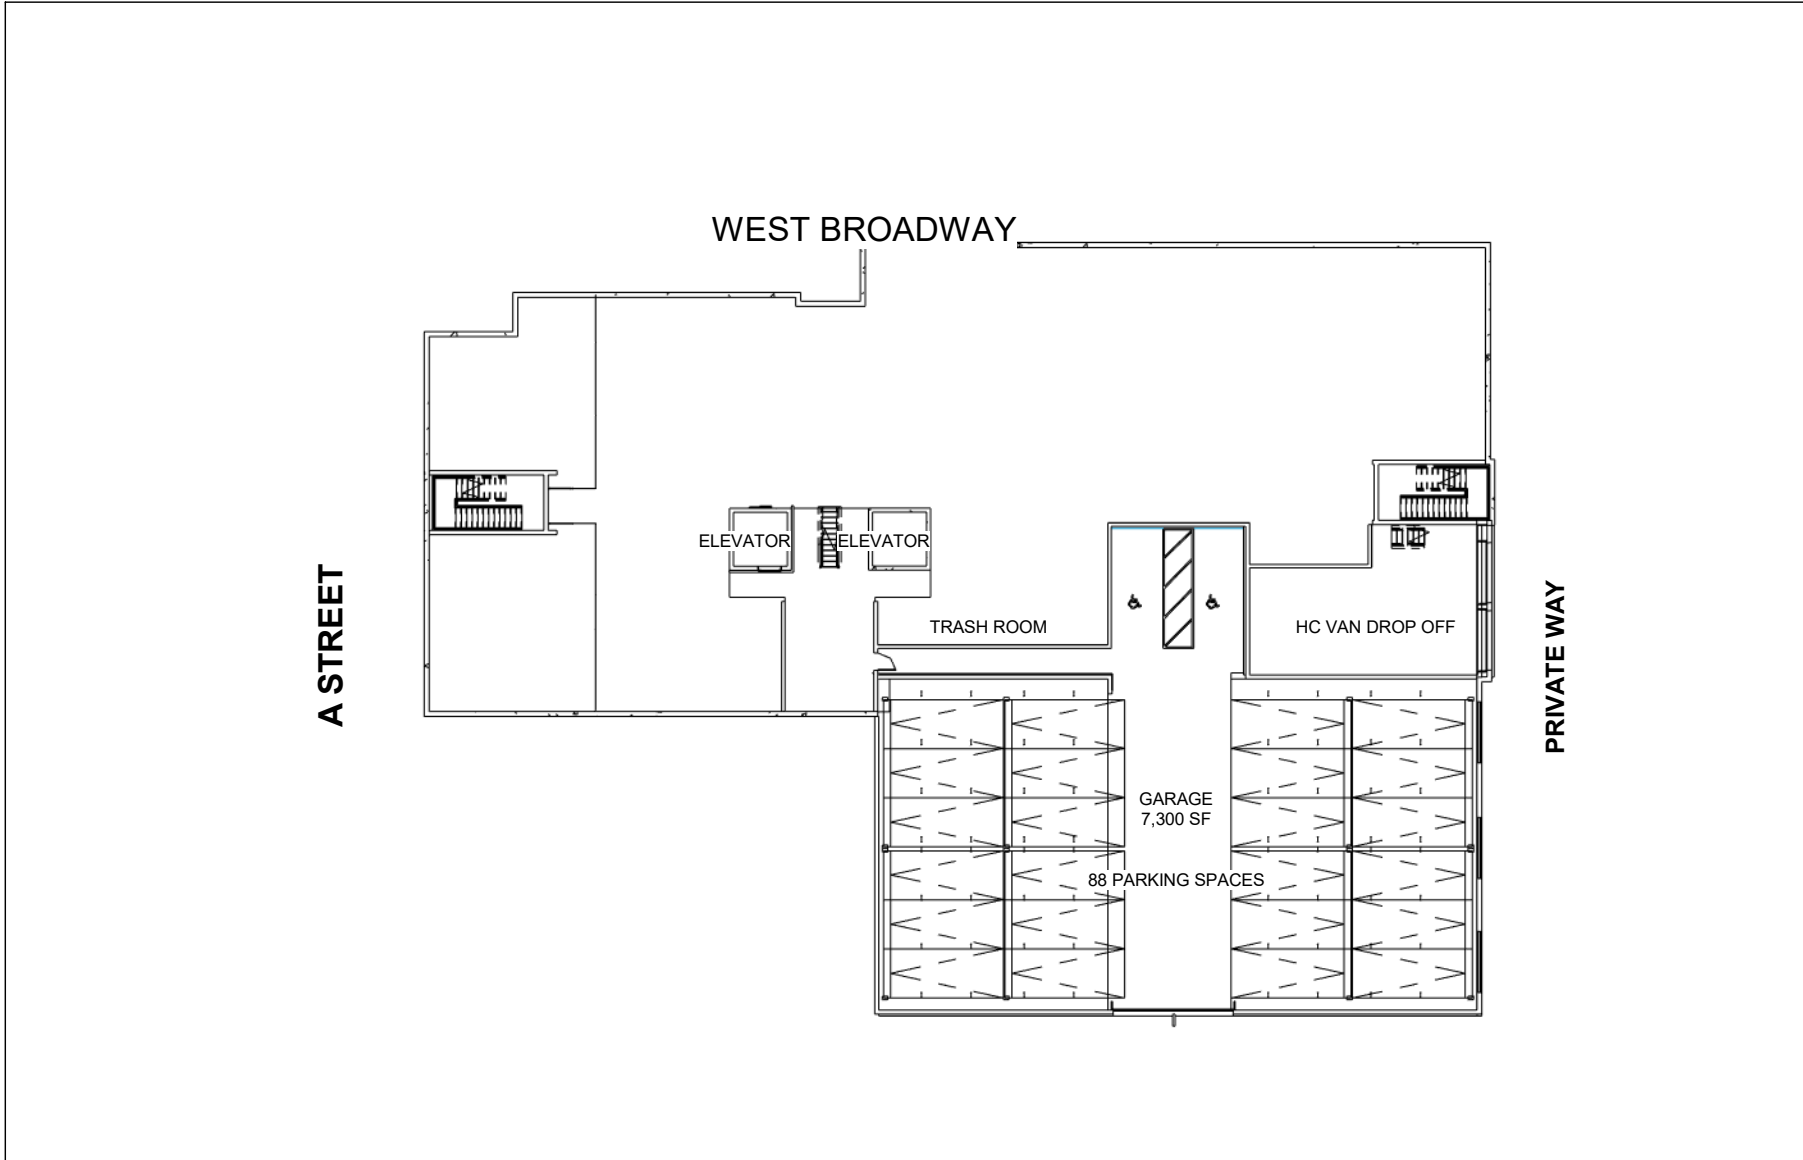 WEST BROADWAY
ELEVATOR
ELEVATOR
A STREET
TRASH ROOM
HC VAN DROP OFF
PRIVATE WAY
GARAGE
7,300 SF
88 PARKING SPACES